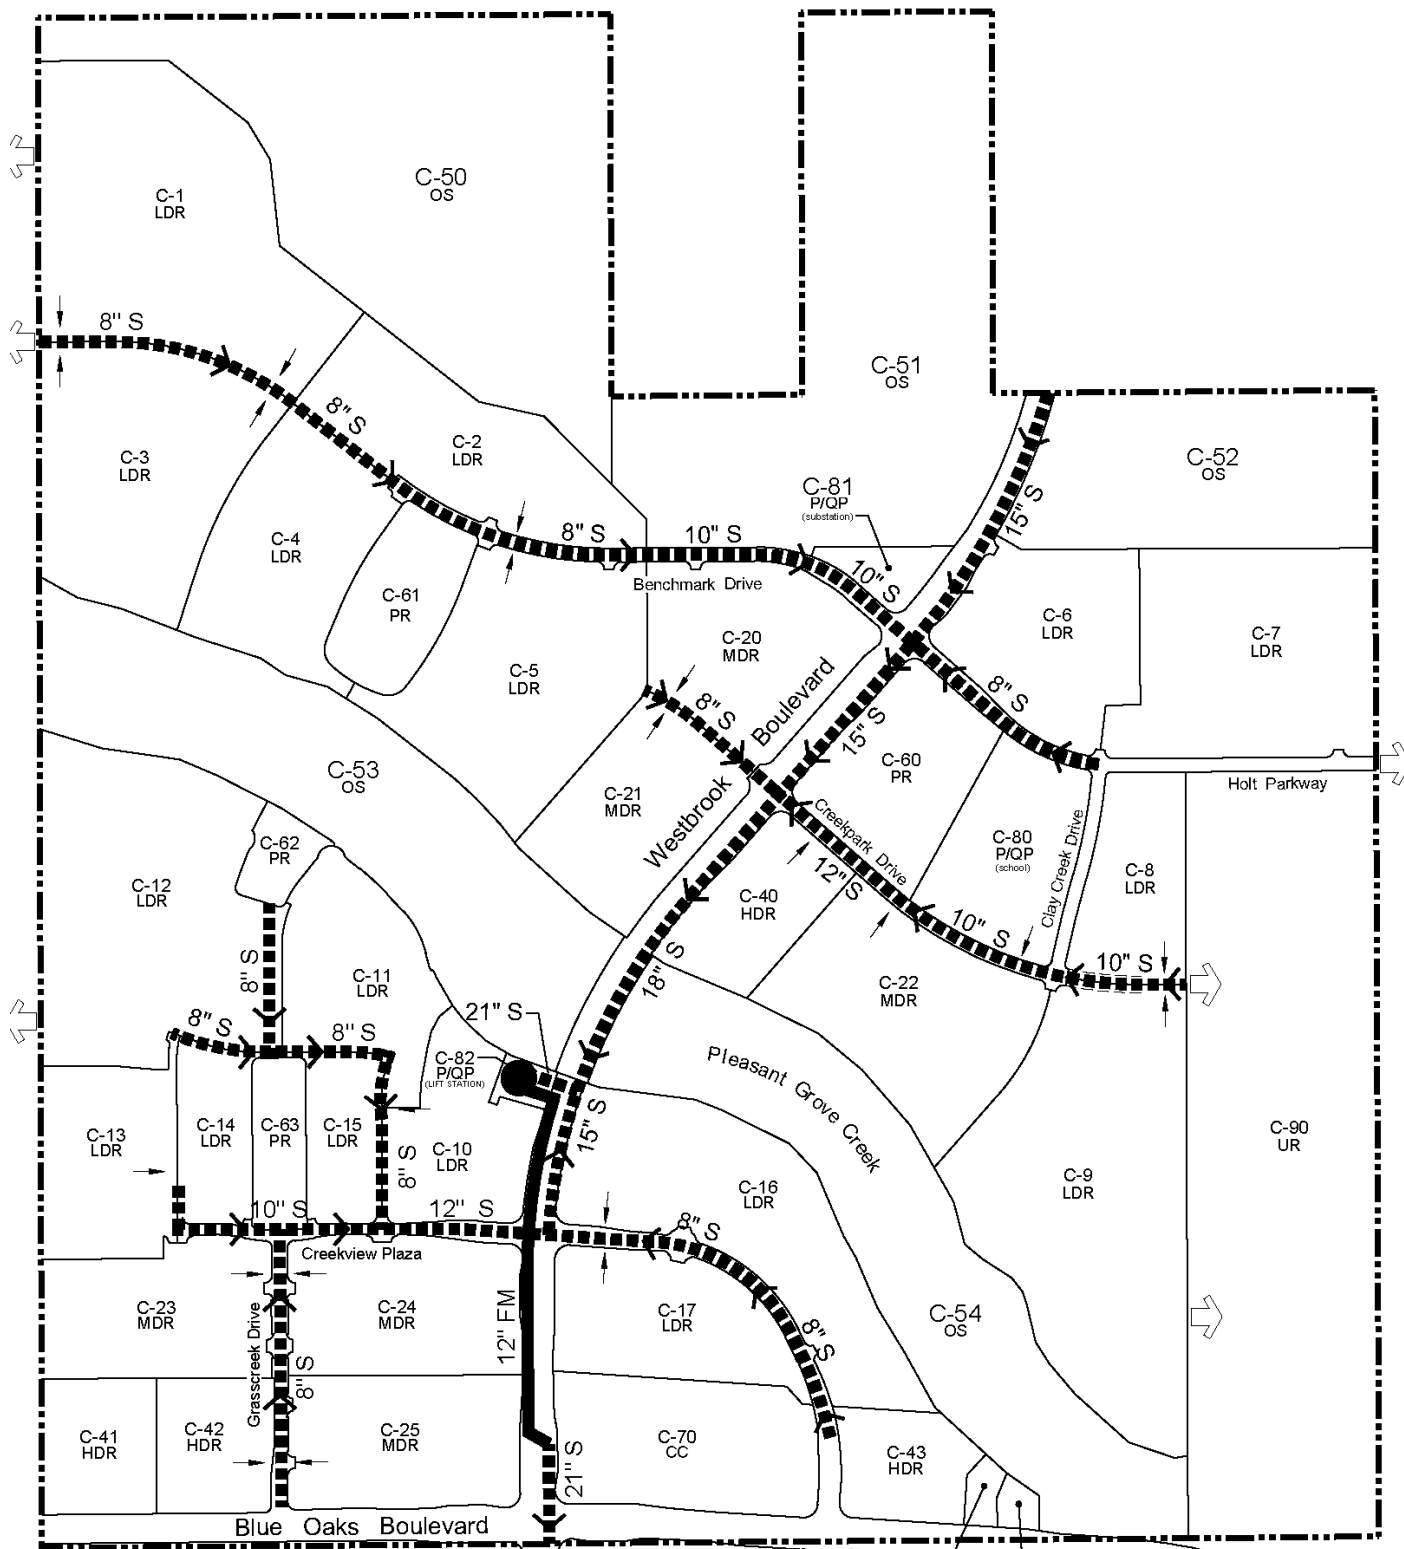 C-50
OS
C-1
LDR
8" S
C-51
OS
8" S
C-2
LDR
C-3
LDR
C-52
OS
C-81
P/QP
(substation)
15" S
C-4
LDR
8" S
10" S
10" S
Benchmark Drive
C-61
PR
C-6
LDR
C-7
LDR
C-20
MDR
C-5
LDR
8" S
8" S
Westbrook Boulevard
15" S
C-60
PR
C-53
OS
Holt Parkway
C-21
MDR
Creekpark Drive
C-80
P/QP
(school)
Clay Creek Drive
C-62
PR
C-12
LDR
12" S
C-8
LDR
C-40
HDR
10" S
10" S
8" S
C-11
LDR
18" S
C-22
MDR
8" S
8" S
21" S
C-82
P/QP
(LIFT STATION)
Pleasant Grove Creek
C-13
LDR
C-14
LDR
C-63
PR
C-15
LDR
C-10
LDR
15" S
C-90
UR
8" S
C-16
LDR
C-9
LDR
10" S
12" S
8" S
Creekview Plaza
C-23
MDR
Grasscreek Drive
C-24
MDR
12" FM
C-17
LDR
8" S
C-54
OS
8" S
C-41
HDR
C-42
HDR
C-25
MDR
C-70
CC
C-43
HDR
21" S
Blue Oaks Boulevard